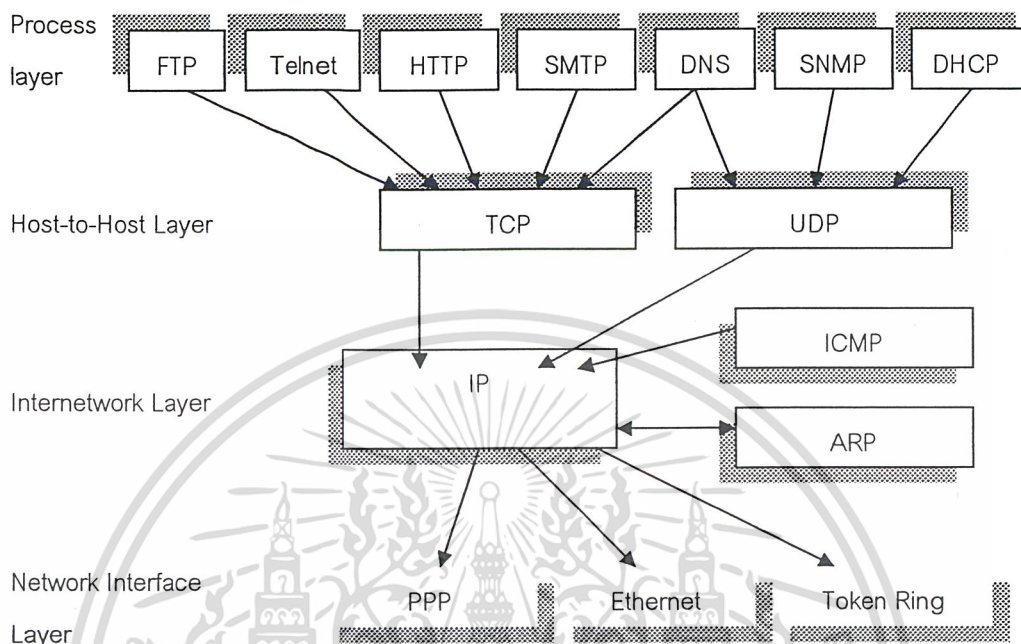 Process
layer
FTP Telnet HTTP SMTP DNS SNMP DHCP
Host-to-Host Layer
TCP UDP
ICMP
IP
Internetwork Layer
ARP
Network Interface
Layer
PPP Ethernet Token Ring